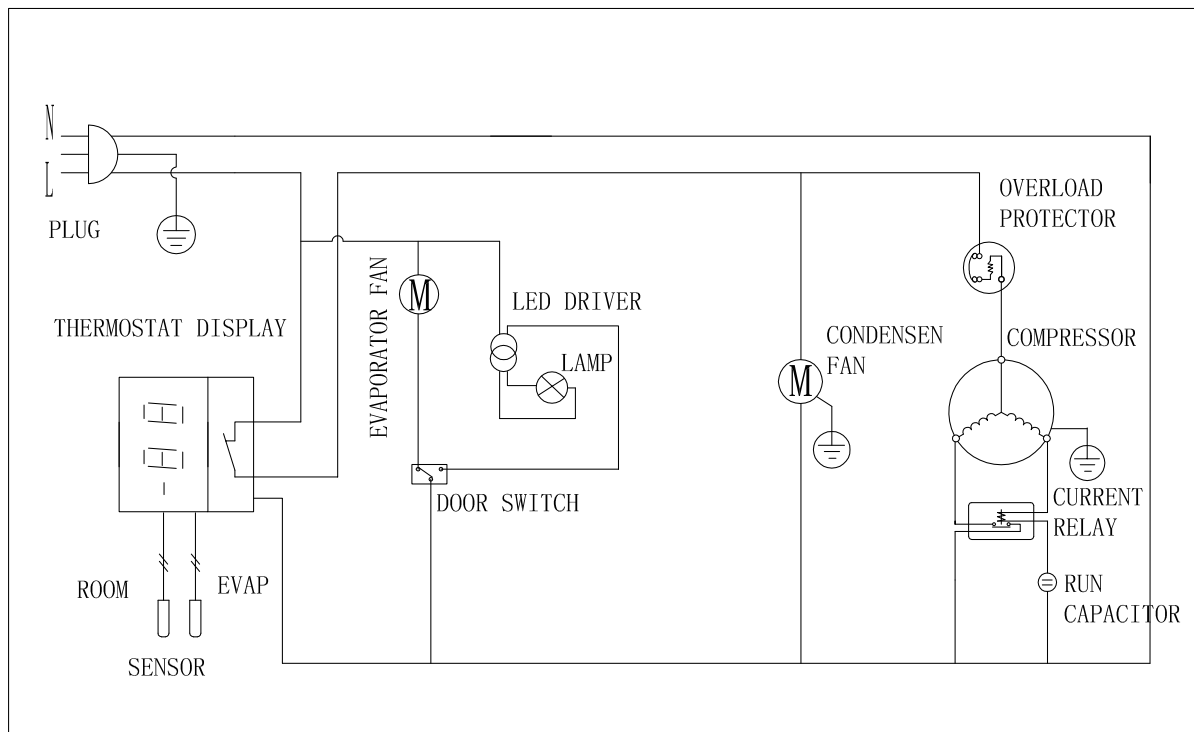 N
L
PLUG
OVERLOAD
PROTECTOR
EVAPORATOR FAN
M
LED DRIVER
THERMOSTAT DISPLAY
LAMP
CONDENSEN
FAN
M
COMPRESSOR
DOOR SWITCH
CURRENT
RELAY
ROOM
EVAP
RUN
CAPACITOR
SENSOR